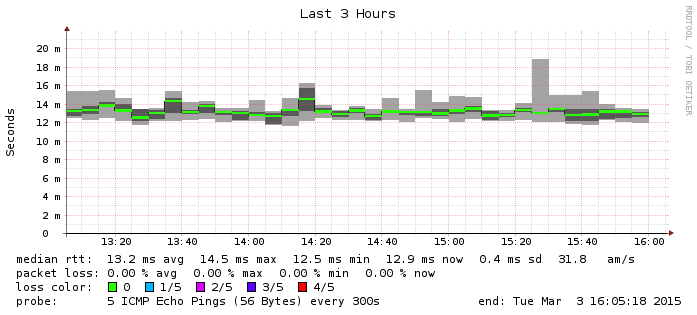 Last 3 Hours
RRDTOOL / TOBI OETIKER
Seconds
20 m
18 m
16 m
14 m
12 m
10 m
8 m
6 m
4 m
2 m
0
13:20 13:40 14:00 14:20 14:40 15:00 15:20 15:40 16:00
median rtt: 13.2 ms avg 14.5 ms max 12.5 ms min 12.9 ms now 0.4 ms sd 31.8 am/s
packet loss: 0.00 % avg 0.00 % max 0.00 % min 0.00 % now
loss color: 0 1/5 2/5 3/5 4/5
probe: 5 ICMP Echo Pings (56 Bytes) every 300s end: Tue Mar 3 16:05:18 2015